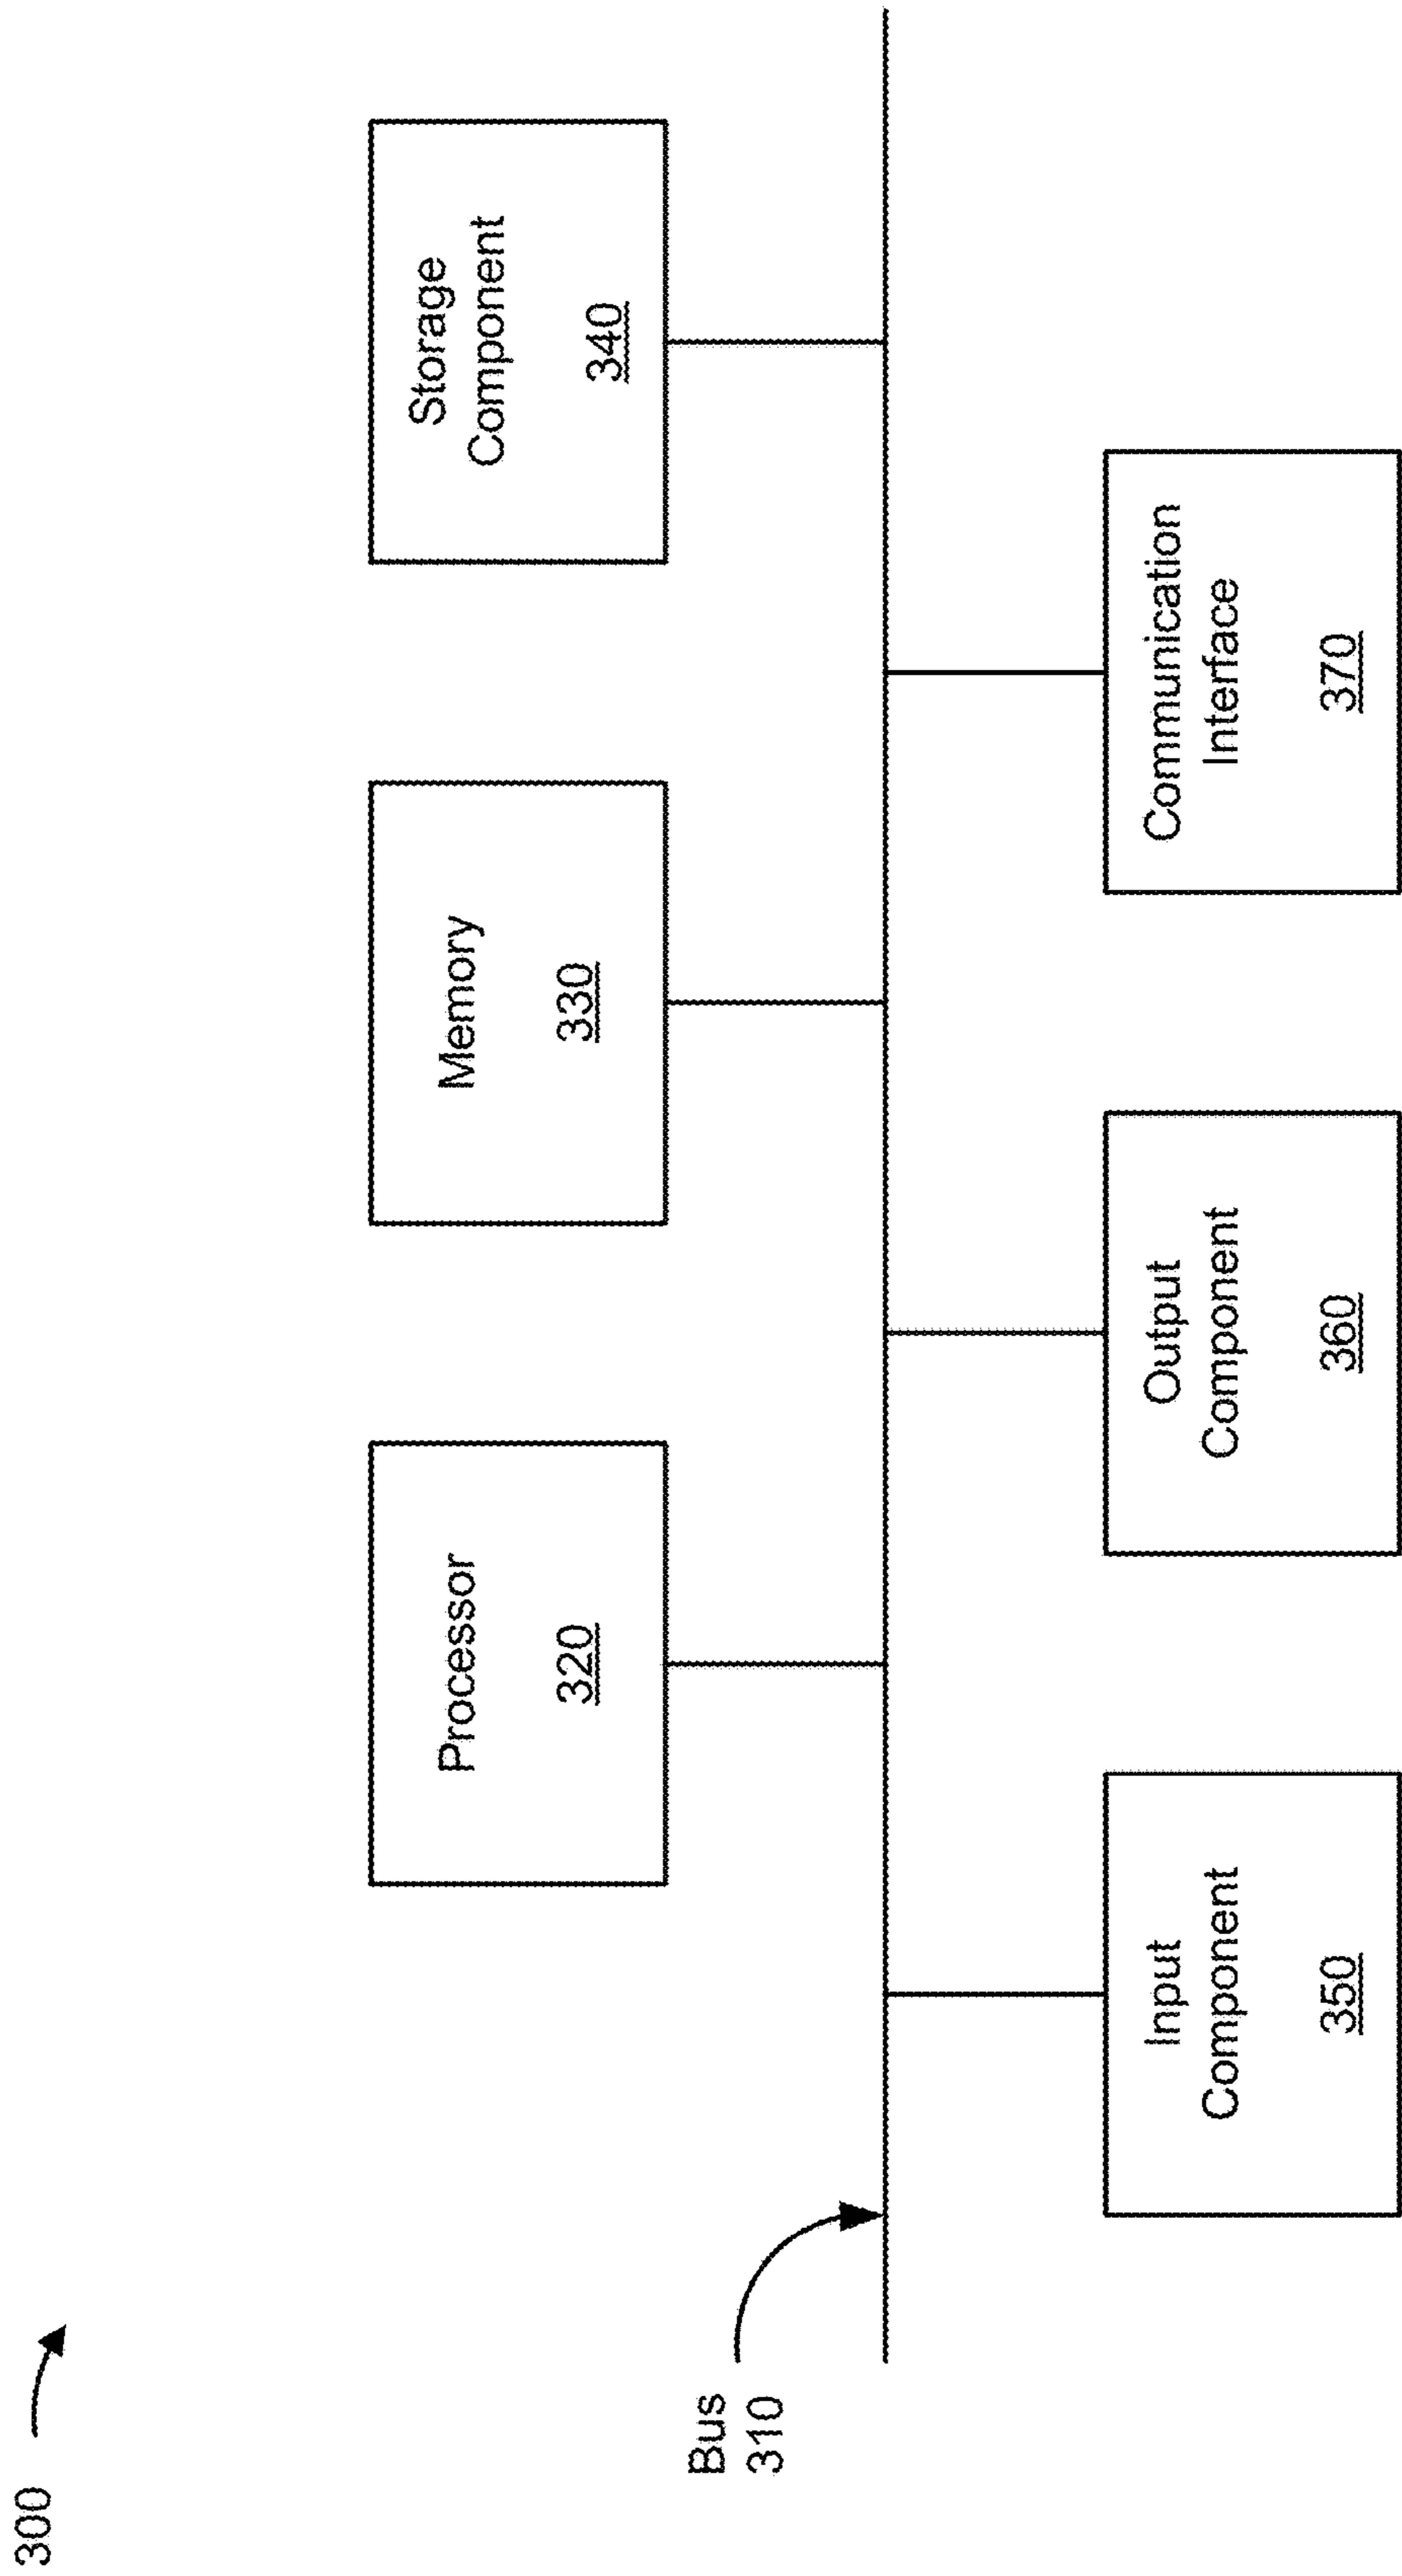 300
Processor
320
Memory
330
Storage
Component
340
Bus
310
Input
Component
350
Output
Component
360
Communication
Interface
370